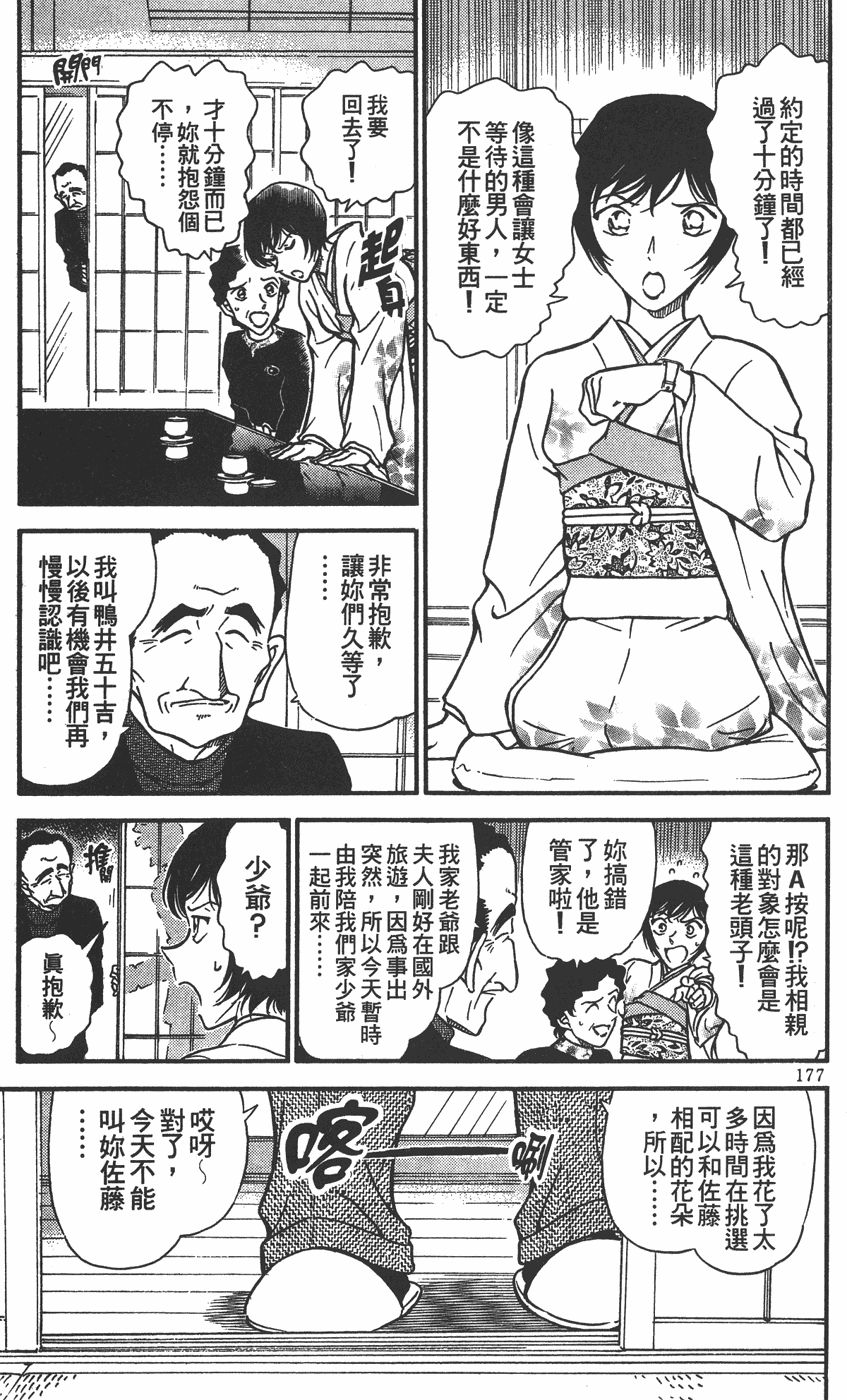 約定的時間都已經
過了十分鐘了！
像這種會讓女士
等待的男人，一定
不是什麼好東西！
我要
回去了！
起身
才十分鐘而已
，妳就抱怨個
不停……
開門
非常抱歉，
讓妳們久等了
……
我叫鴨井五十吉，
以後有機會我們再
慢慢認識吧……
那A按呢!?我相親
的對象怎麼會是
這種老頭子！
妳搞錯
了，他是
管家啦！
我家老爺跟
夫人剛好在國外
旅遊，因為事出
突然，所以今天暫時
由我陪我們家少爺
一起前來……
少爺？
推開
真抱歉～
177
因為我花了太
多時間在挑選
可以和佐藤
相配的花朵
，所以……
唰
喀
哎呀～
對了，
今天不能
叫妳佐藤
……